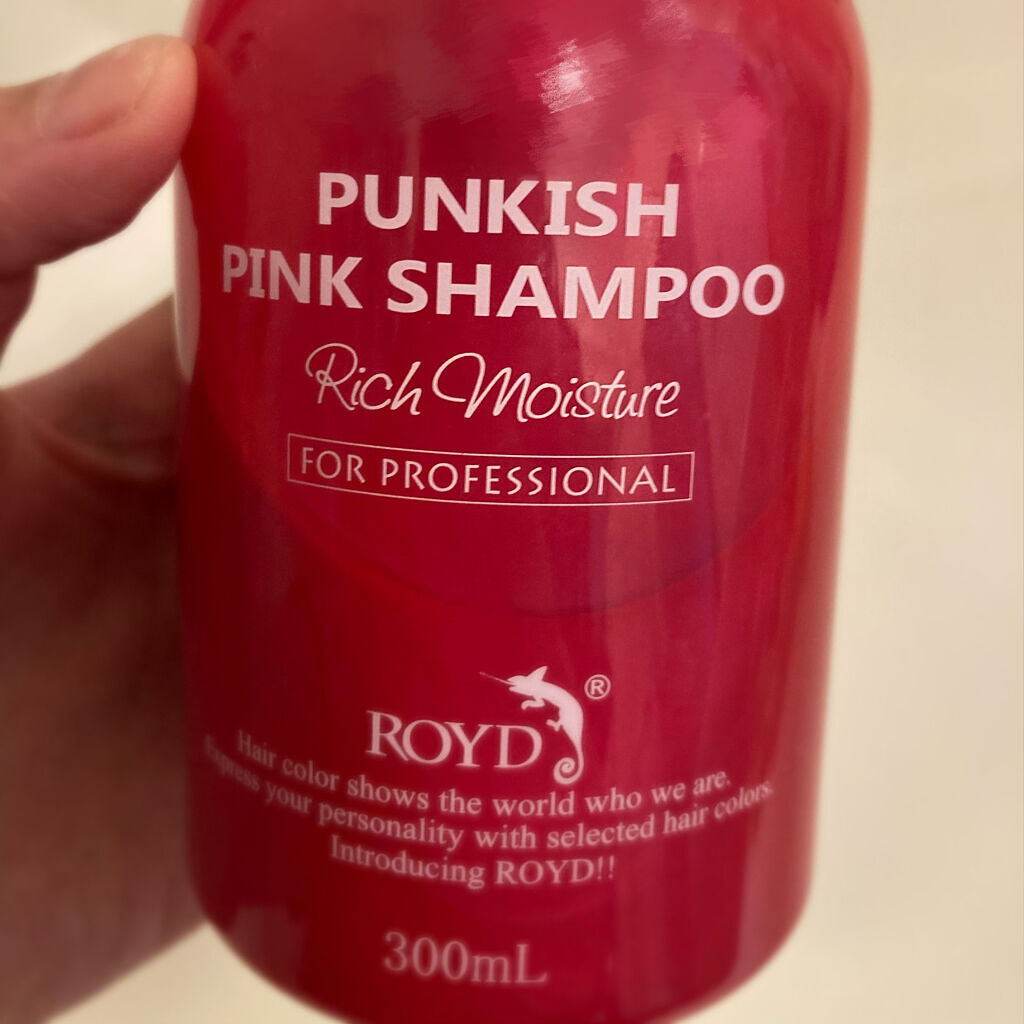 PUNKISH
PINK SHAMPOO
Rich Moisture
FOR PROFESSIONAL
ROYD®
Hair color shows the world who we are.
Express your personality with selected hair colors.
Introducing ROYD!!
300mL